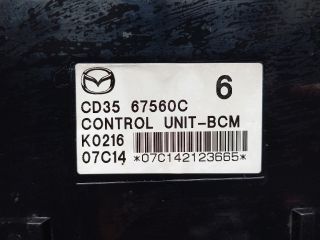 CD35 67560C 6
CONTROL UNIT-BCM
K0216
07C14 *07C142123665*